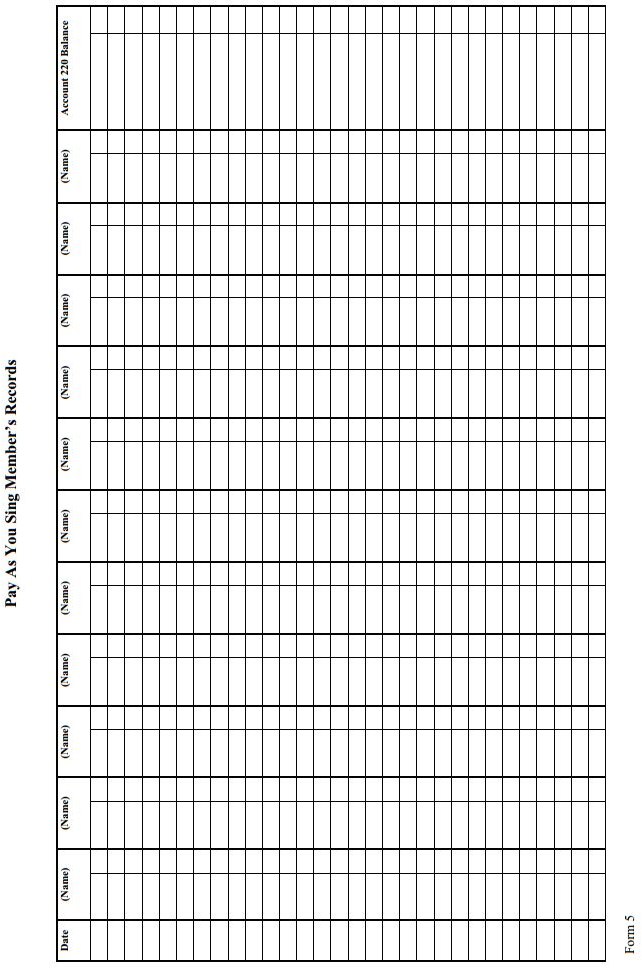 Pay As You Sing Member's Records
Date (Name) (Name) (Name) (Name) (Name) (Name) (Name) (Name) (Name) (Name) (Name) Account 220 Balance
Form 5